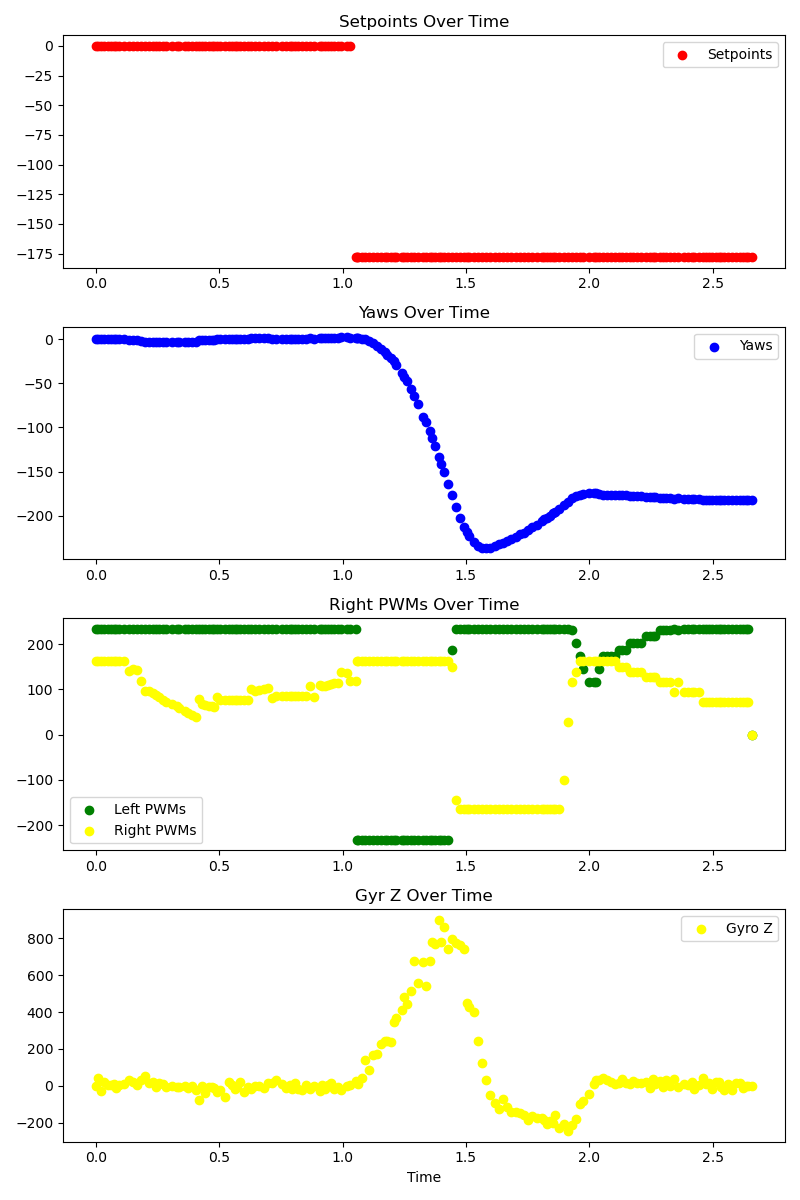 Setpoints Over Time
0
−25
−50
−75
−100
−125
−150
−175
Setpoints
0.0 0.5 1.0 1.5 2.0 2.5
Yaws Over Time
0
−50
−100
−150
−200
Yaws
0.0 0.5 1.0 1.5 2.0 2.5
Right PWMs Over Time
200
100
0
−100
−200
Left PWMs
Right PWMs
0.0 0.5 1.0 1.5 2.0 2.5
Gyr Z Over Time
800
600
400
200
0
−200
Gyro Z
0.0 0.5 1.0 1.5 2.0 2.5
Time